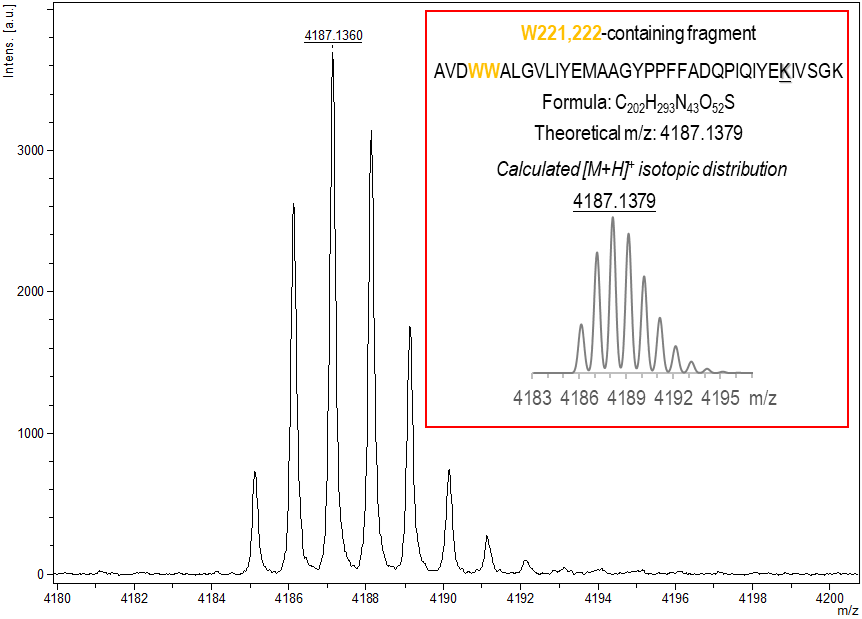 Intens. [a.u.]
4187.1360
3000
2000
1000
0
4180 4182 4184 4186 4188 4190 4192 4194 4196 4198 4200
m/z
W221,222-containing fragment
AVDWWALGVLIYEMAAGYPPFFADQPIQIYEKIVSGK
Formula: C₂₀₂H₂₉₃N₄₃O₅₂S
Theoretical m/z: 4187.1379
Calculated [M+H]⁺ isotopic distribution
4187.1379
4183 4186 4189 4192 4195 m/z